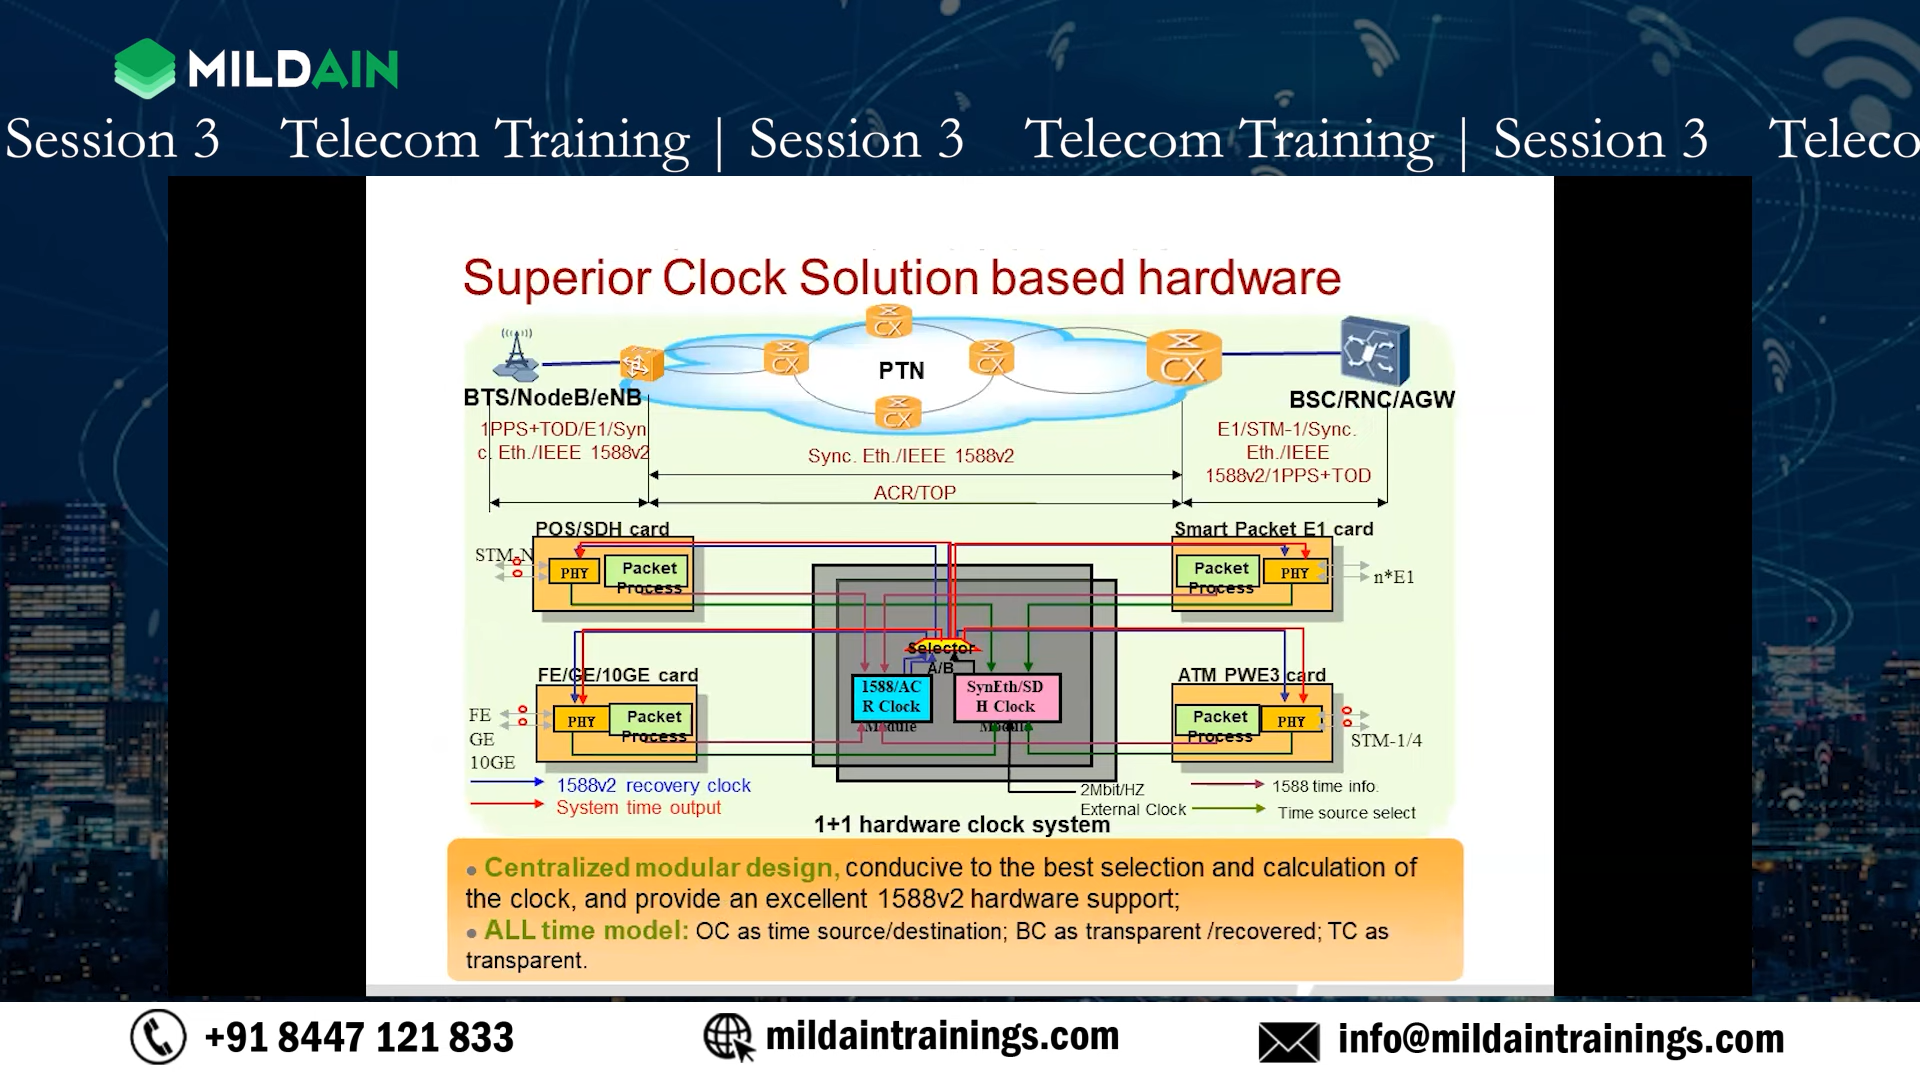 MILDAIN
Session 3 Telecom Training | Session 3 Telecom Training | Session 3 Teleco
Superior Clock Solution based hardware
CX
CX
CX
CX
CX
PTN
BTS/NodeB/eNB
BSC/RNC/AGW
1PPS+TOD/E1/Syn
c. Eth./IEEE 1588v2
Sync. Eth./IEEE 1588v2
ACR/TOP
E1/STM-1/Sync.
Eth./IEEE
1588v2/1PPS+TOD
POS/SDH card
Smart Packet E1 card
STM-N
PHY
Packet
Process
Packet
Process
PHY
n*E1
Selector
A/B
FE/GE/10GE card
ATM PWE3 card
1588/AC
R Clock
Module
SynEth/SD
H Clock
Module
FE
GE
10GE
PHY
Packet
Process
Packet
Process
PHY
STM-1/4
1588v2 recovery clock
System time output
2Mbit/HZ
External Clock
1588 time info.
Time source select
1+1 hardware clock system
• Centralized modular design, conducive to the best selection and calculation of
the clock, and provide an excellent 1588v2 hardware support;
• ALL time model: OC as time source/destination; BC as transparent /recovered; TC as
transparent.
+91 8447 121 833
mildaintrainings.com
info@mildaintrainings.com